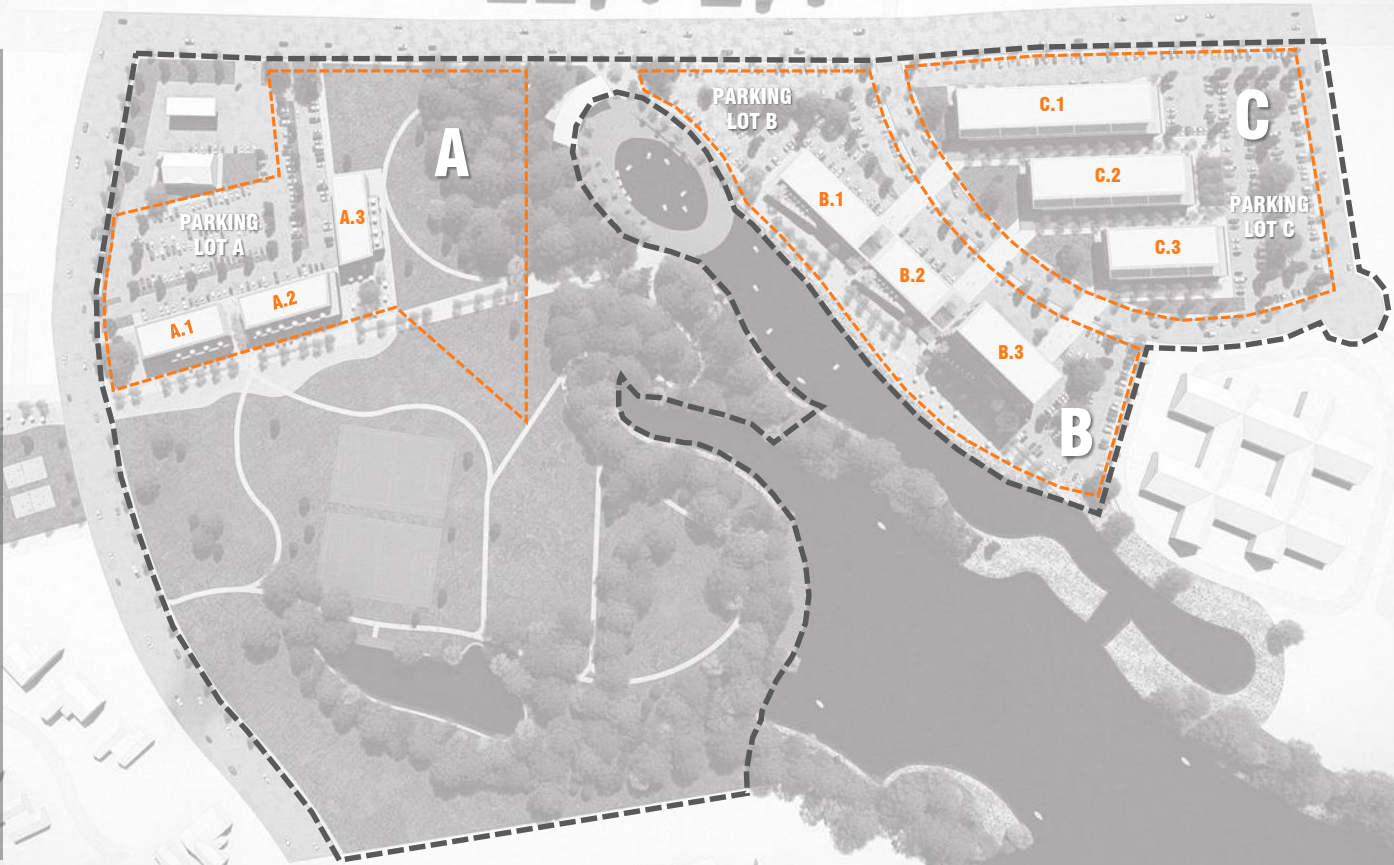 A
PARKING
LOT A
A.1
A.2
A.3
PARKING
LOT B
B.1
B.2
B.3
B
C.1
C.2
C.3
C
PARKING
LOT C